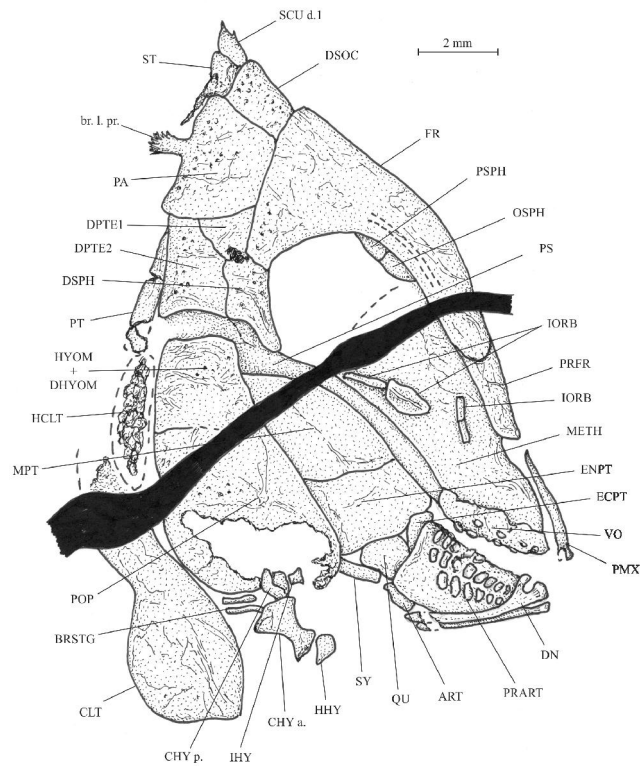 SCU d.1
ST
DSOC
2 mm
br. l. pr.
FR
PSPH
PA
OSPH
DPTE1
DPTE2
PS
DSPH
PT
IORB
HYOM
+
DHYOM
PRFR
IORB
HCLT
METH
MPT
ENPT
ECPT
VO
PMX
POP
BRSTG
DN
SY
QU
ART
PRART
CLT
HHY
CHY a.
CHY p.
IHY